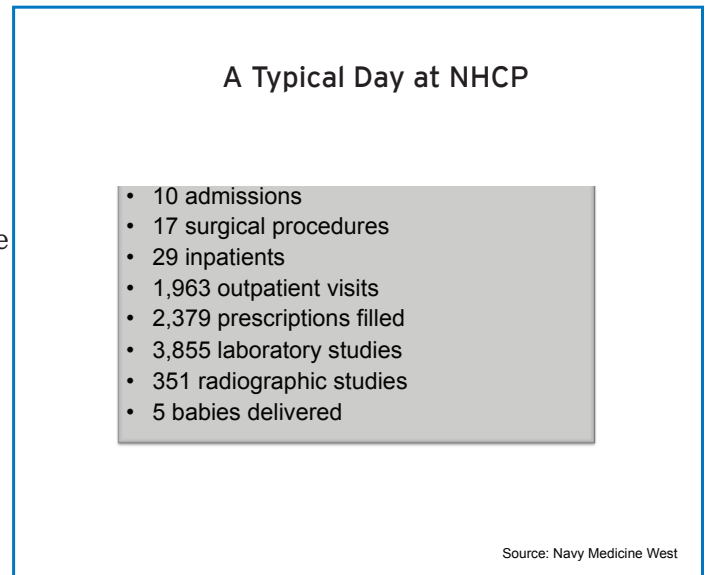 A Typical Day at NHCP
e
• 10 admissions
• 17 surgical procedures
• 29 inpatients
• 1,963 outpatient visits
• 2,379 prescriptions filled
• 3,855 laboratory studies
• 351 radiographic studies
• 5 babies delivered
Source: Navy Medicine West